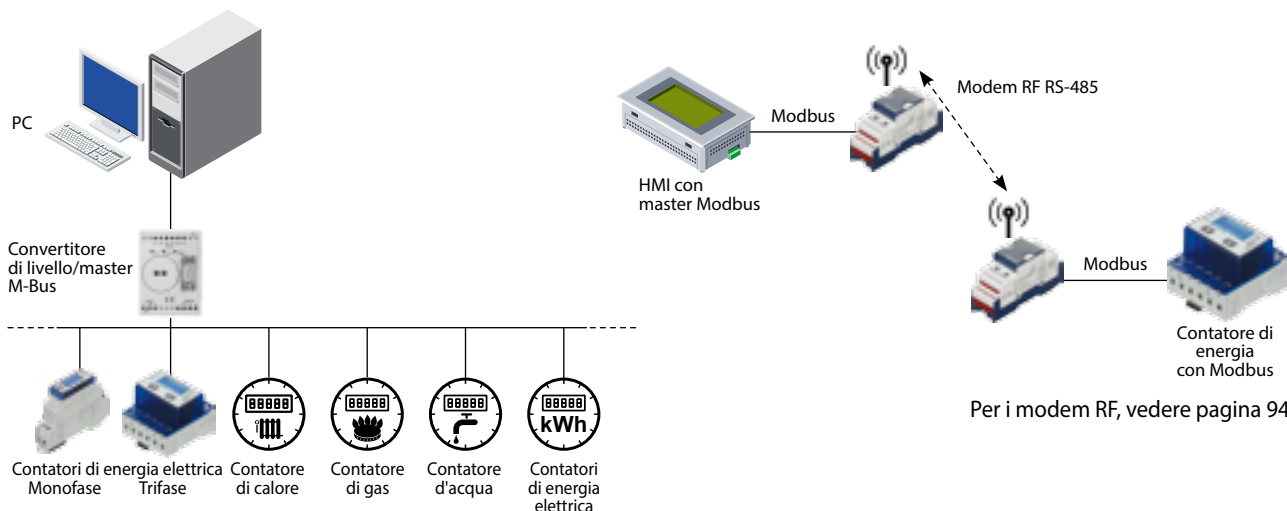 PC
Convertitore
di livello/master
M-Bus
Contatori di energia elettrica
Monofase
Trifase
88888
Contatore
di calore
88888
Contatore
di gas
88888
Contatore
d'acqua
88888
kWh
Contatori
di energia
elettrica
Modbus
HMI con
master Modbus
Modem RF RS-485
Modbus
Contatore di
energia
con Modbus
Per i modem RF, vedere pagina 94